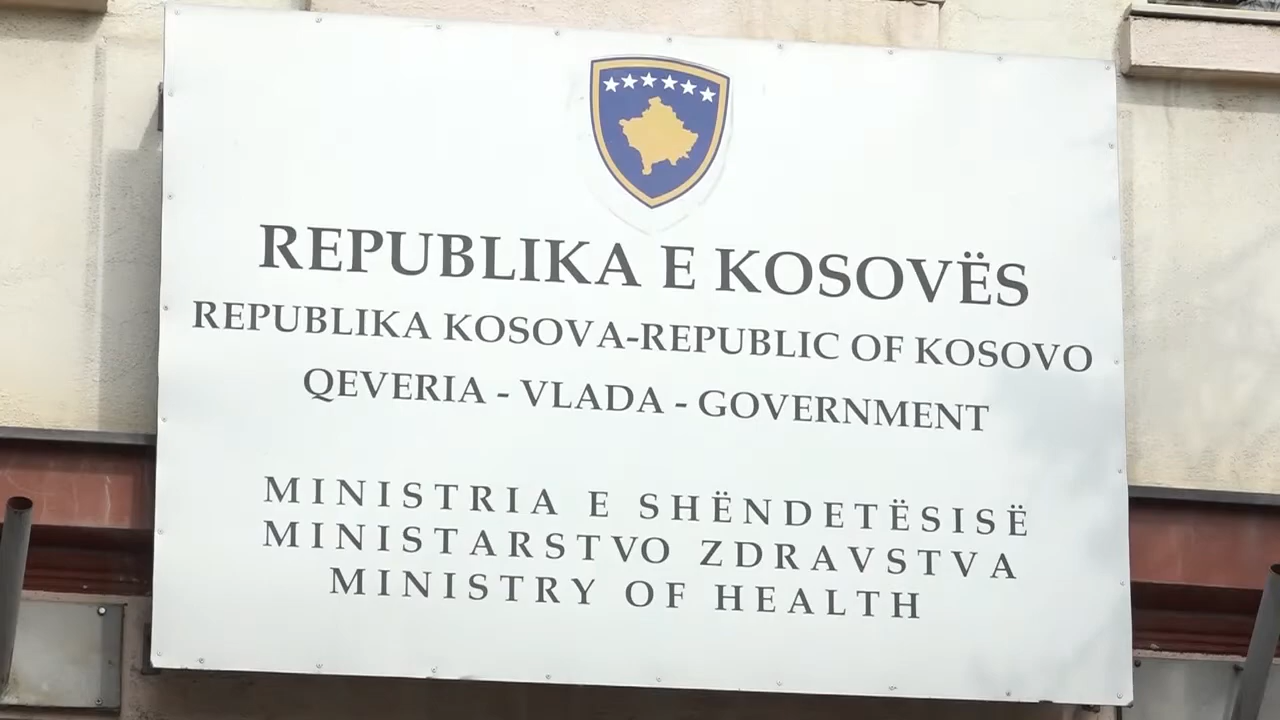 REPUBLIKA E KOSOVËS
REPUBLIKA KOSOVA-REPUBLIC OF KOSOVO
QEVERIA - VLADA - GOVERNMENT
MINISTRIA E SHËNDETËSISË
MINISTARSTVO ZDRAVSTVA
MINISTRY OF HEALTH